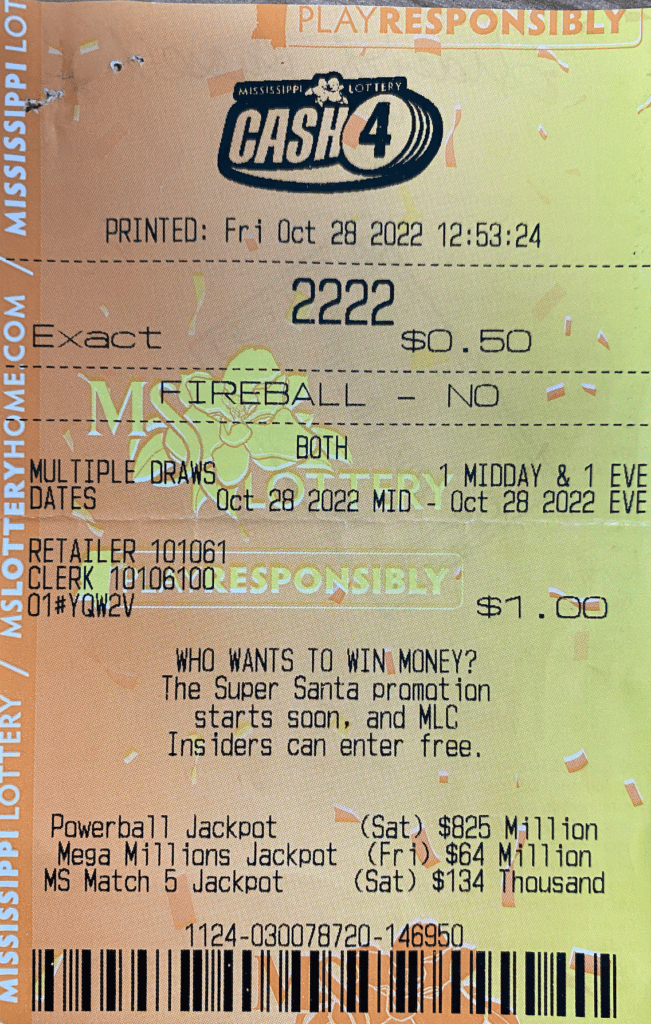 PLAYRESPONSIBLY
MISSISSIPPI LOTTERY
CASH 4
PRINTED: Fri Oct 28 2022 12:53:24
2222
Exact $0.50
FIREBALL - NO
MS
LOTTERY
BOTH
MULTIPLE DRAWS 1 MIDDAY & 1 EVE
DATES Oct 28 2022 MID - Oct 28 2022 EVE
RETAILER 101061
CLERK 10106100
PLAYRESPONSIBLY
01#YQW2V $1.00
WHO WANTS TO WIN MONEY?
The Super Santa promotion
starts soon, and MLC
Insiders can enter free.
Powerball Jackpot (Sat) $825 Million
Mega Millions Jackpot (Fri) $64 Million
MS Match 5 Jackpot (Sat) $134 Thousand
1124-030078720-146950
MS
MISSISSIPPI LOTTERY / MSLOTTERYHOME.COM / MISSISSIPPI LOT